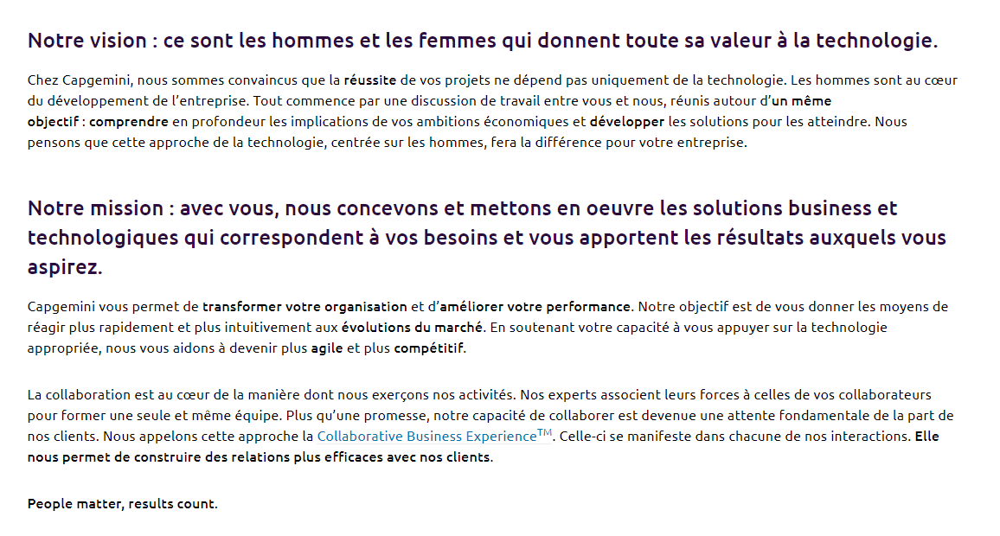 Notre vision : ce sont les hommes et les femmes qui donnent toute sa valeur à la technologie.
Chez Capgemini, nous sommes convaincus que la réussite de vos projets ne dépend pas uniquement de la technologie. Les hommes sont au cœur
du développement de l’entreprise. Tout commence par une discussion de travail entre vous et nous, réunis autour d’un même
objectif : comprendre en profondeur les implications de vos ambitions économiques et développer les solutions pour les atteindre. Nous
pensons que cette approche de la technologie, centrée sur les hommes, fera la différence pour votre entreprise.
Notre mission : avec vous, nous concevons et mettons en oeuvre les solutions business et
technologiques qui correspondent à vos besoins et vous apportent les résultats auxquels vous
aspirez.
Capgemini vous permet de transformer votre organisation et d’améliorer votre performance. Notre objectif est de vous donner les moyens de
réagir plus rapidement et plus intuitivement aux évolutions du marché. En soutenant votre capacité à vous appuyer sur la technologie
appropriée, nous vous aidons à devenir plus agile et plus compétitif.
La collaboration est au cœur de la manière dont nous exerçons nos activités. Nos experts associent leurs forces à celles de vos collaborateurs
pour former une seule et même équipe. Plus qu’une promesse, notre capacité de collaborer est devenue une attente fondamentale de la part de
nos clients. Nous appelons cette approche la Collaborative Business Experience™. Celle-ci se manifeste dans chacune de nos interactions. Elle
nous permet de construire des relations plus efficaces avec nos clients.
People matter, results count.